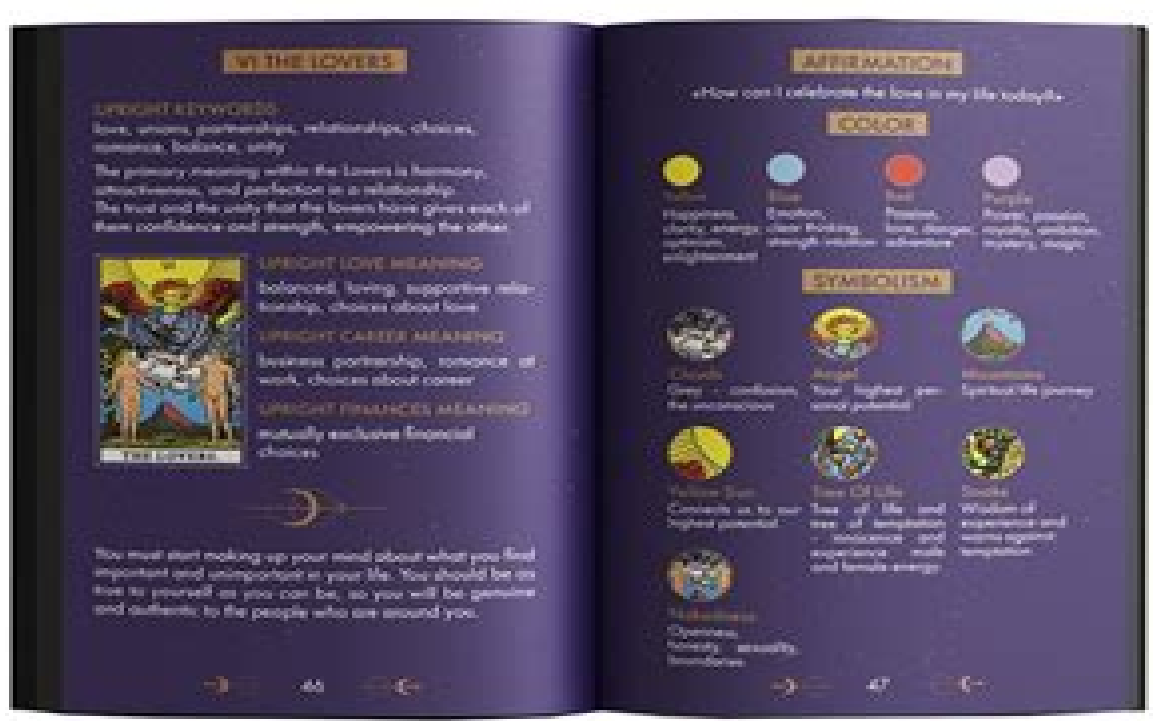 VI THE LOVERS
UPRIGHT KEYWORDS
love, unions, partnerships, relationships, choices,
romance, balance, unity
The primary meaning within the Lovers is harmony,
attractiveness, and perfection in a relationship.
The trust and the unity that the lovers have gives each of
them confidence and strength, empowering the other.
UPRIGHT LOVE MEANING
balanced, loving, supportive rela-
tionship, choices about love
UPRIGHT CAREER MEANING
business partnership, romance at
work, choices about career
UPRIGHT FINANCES MEANING
mutually exclusive financial
choices
THE LOVERS.
You must start making up your mind about what you find
important and unimportant in your life. You should be as
true to yourself as you can be, so you will be genuine
and authentic to the people who are around you.
46
AFFIRMATION
«How can I celebrate the love in my life today?»
COLOR
Yellow
Happiness,
clarity, energy
optimism,
enlightenment
Blue
Emotion,
clear thinking,
strength intuition
Red
Passion,
love, danger,
adventure
Purple
Power, passion,
royalty, ambition,
mystery, magic
SYMBOLISM
Clouds
Grey - confusion,
the unconscious
Angel
Your highest per-
sonal potential
Mountains
Spiritual life journey
Yellow Sun
Connects us to our
highest potential
Tree Of Life
Tree of life and
tree of temptation
- innocence and
experience male
and female energy
Snake
Wisdom of
experience and
warns against
temptation
Nakedness
Openness,
honesty, sexuality,
boundaries
47